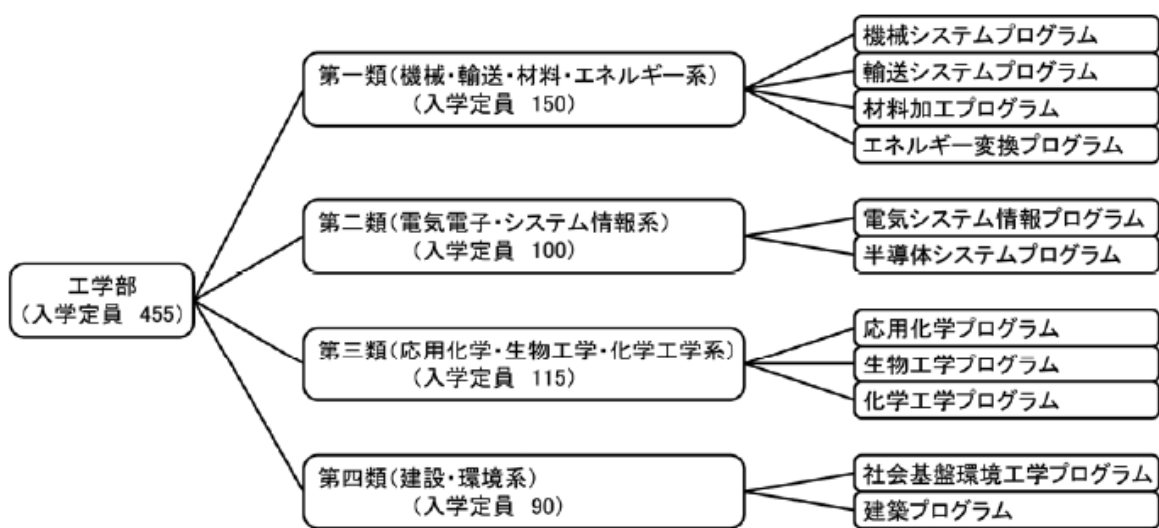 工学部
(入学定員 455)
第一類(機械・輸送・材料・エネルギー系)
(入学定員 150)
機械システムプログラム
輸送システムプログラム
材料加工プログラム
エネルギー変換プログラム
第二類(電気電子・システム情報系)
(入学定員 100)
電気システム情報プログラム
半導体システムプログラム
第三類(応用化学・生物工学・化学工学系)
(入学定員 115)
応用化学プログラム
生物工学プログラム
化学工学プログラム
第四類(建設・環境系)
(入学定員 90)
社会基盤環境工学プログラム
建築プログラム